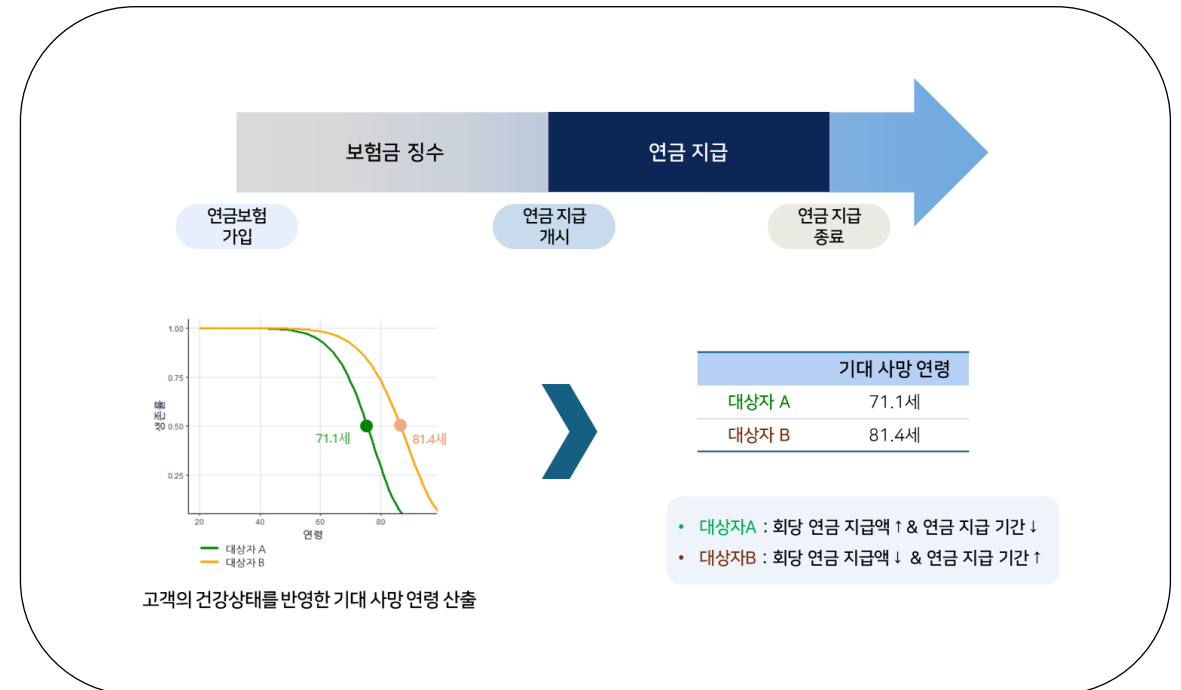 보험금 징수
연금 지급
연금보험
가입
연금 지급
개시
연금 지급
종료
1.00
0.75
0.50
0.25
생존율
71.1세
81.4세
20
40
60
80
연령
대상자 A
대상자 B
고객의 건강상태를 반영한 기대 사망 연령 산출
기대 사망 연령
대상자 A 71.1세
대상자 B 81.4세
• 대상자A : 회당 연금 지급액↑& 연금 지급 기간↓
• 대상자B : 회당 연금 지급액↓ & 연금 지급 기간↑